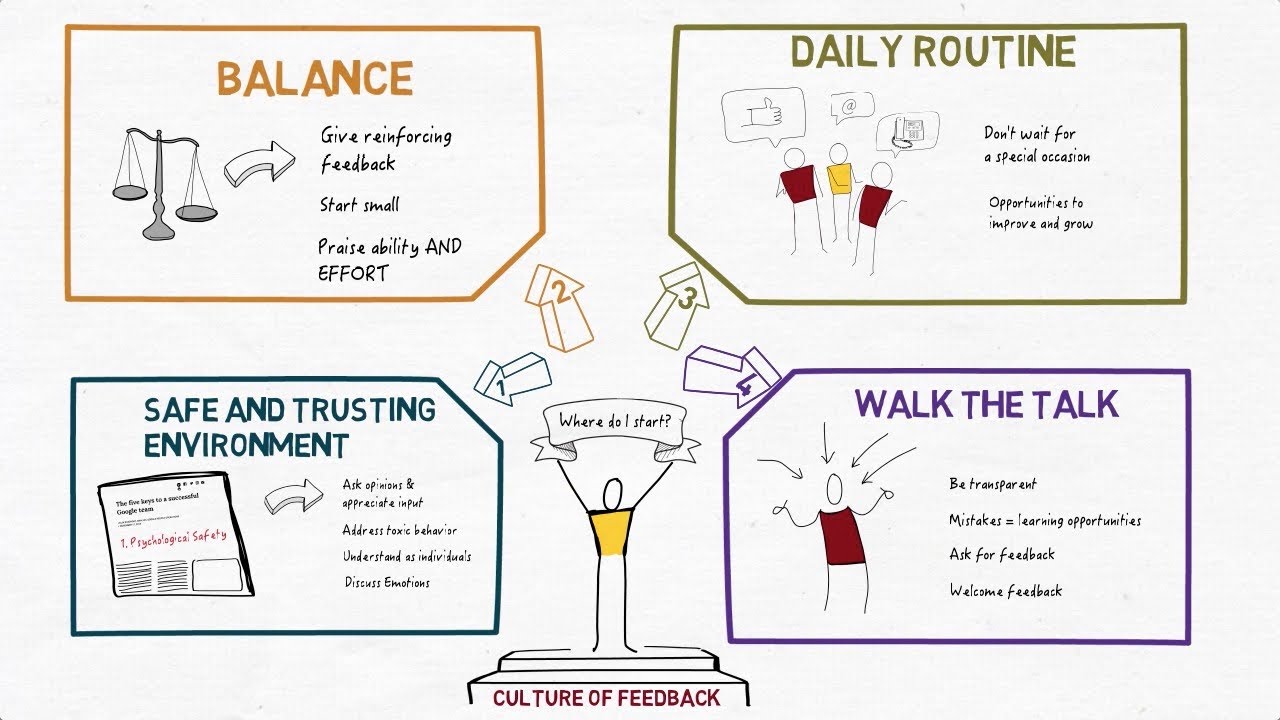 BALANCE
Give reinforcing
feedback
Start small
Praise ability AND
EFFORT
2
DAILY ROUTINE
@
Don't wait for
a special occasion
Opportunities to
improve and grow
3
1
SAFE AND TRUSTING
ENVIRONMENT
The five keys to a successful
Google team
1. Psychological Safety
Ask opinions &
appreciate input
Address toxic behavior
Understand as individuals
Discuss Emotions
Where do I start?
CULTURE OF FEEDBACK
4
WALK THE TALK
Be transparent
Mistakes = learning opportunities
Ask for feedback
Welcome feedback